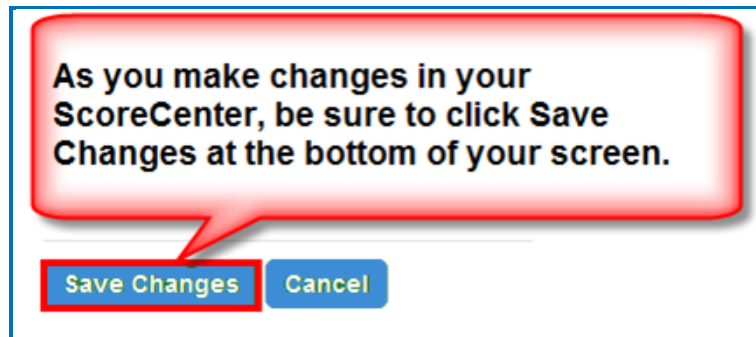 As you make changes in your
ScoreCenter, be sure to click Save
Changes at the bottom of your screen.
Save Changes Cancel